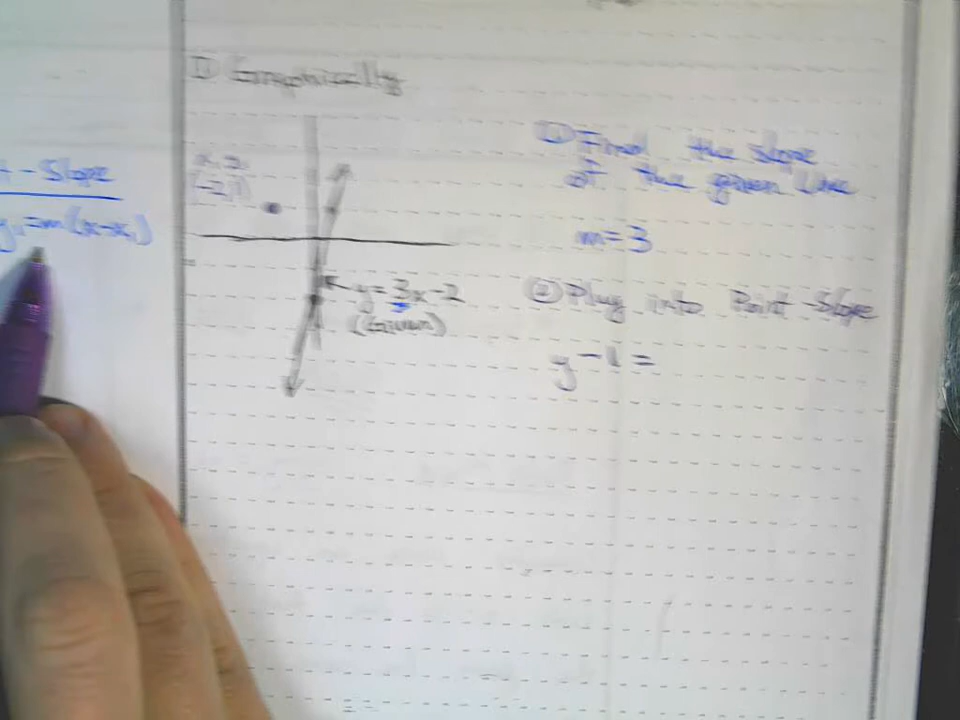 t-Slope
y₁=m(x-x₁)
1) Graphically
(-2,1)
y=3x-2
(Given)
① Find the slope
of the given line
m=3
② Plug into Point-Slope
y-1=